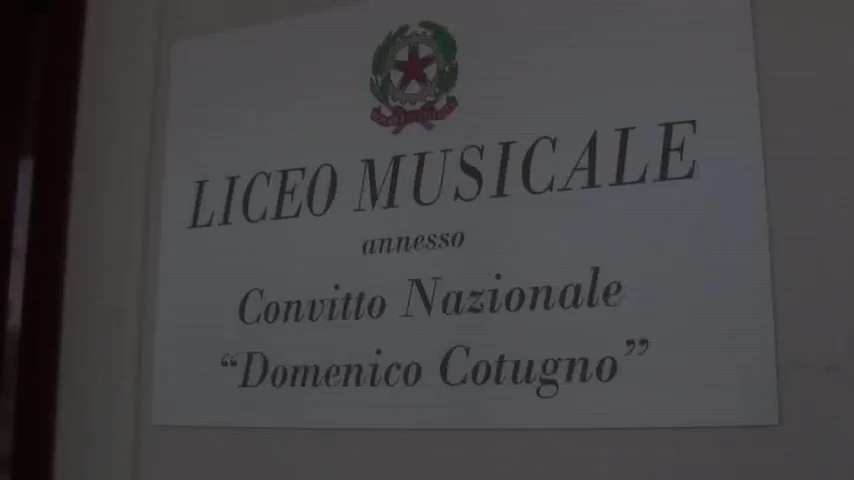 LICEO MUSICALE
annesso
Convitto Nazionale
“Domenico Cotugno”